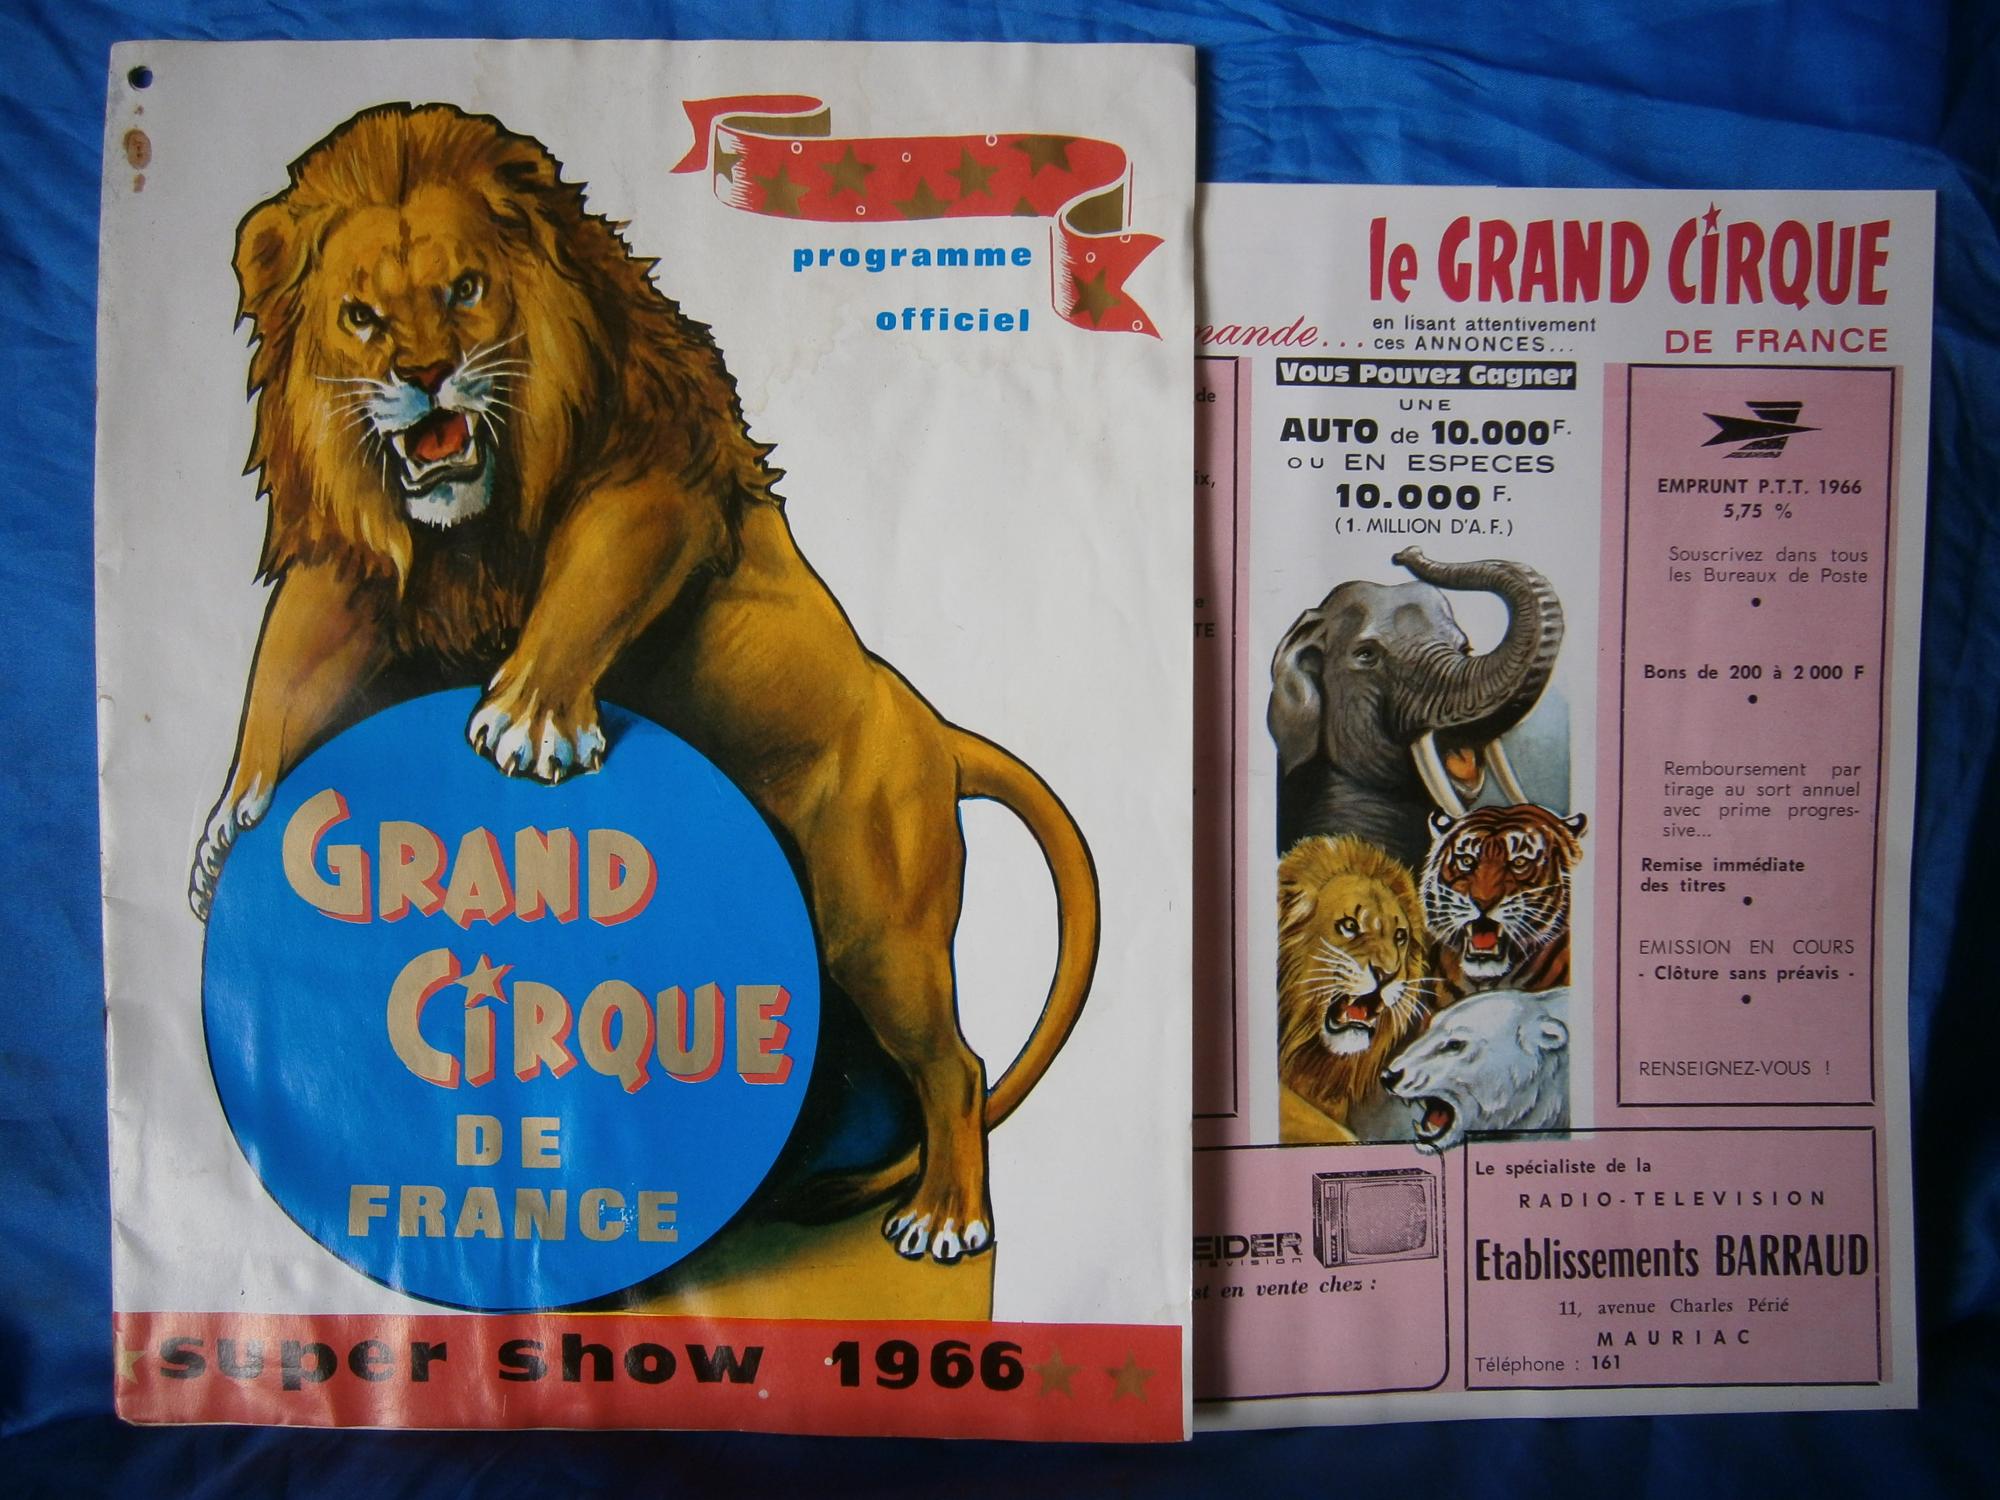 programme
officiel
GRAND
CIRQUE
DE
FRANCE
super show 1966
le GRAND CIRQUE
DE FRANCE
en lisant attentivement
ces ANNONCES...
Vous Pouvez Gagner
UNE
AUTO de 10.000 F.
OU EN ESPECES
10.000 F.
(1. MILLION D'A.F.)
EMPRUNT P.T.T. 1966
5,75 %
Souscrivez dans tous
les Bureaux de Poste
Bons de 200 à 2 000 F
Remboursement par
tirage au sort annuel
avec prime progres-
sive...
Remise immédiate
des titres
EMISSION EN COURS
- Clôture sans préavis -
RENSEIGNEZ-VOUS !
en vente chez :
Le spécialiste de la
RADIO-TELEVISION
Etablissements BARRAUD
11, avenue Charles Périé
MAURIAC
Téléphone : 161